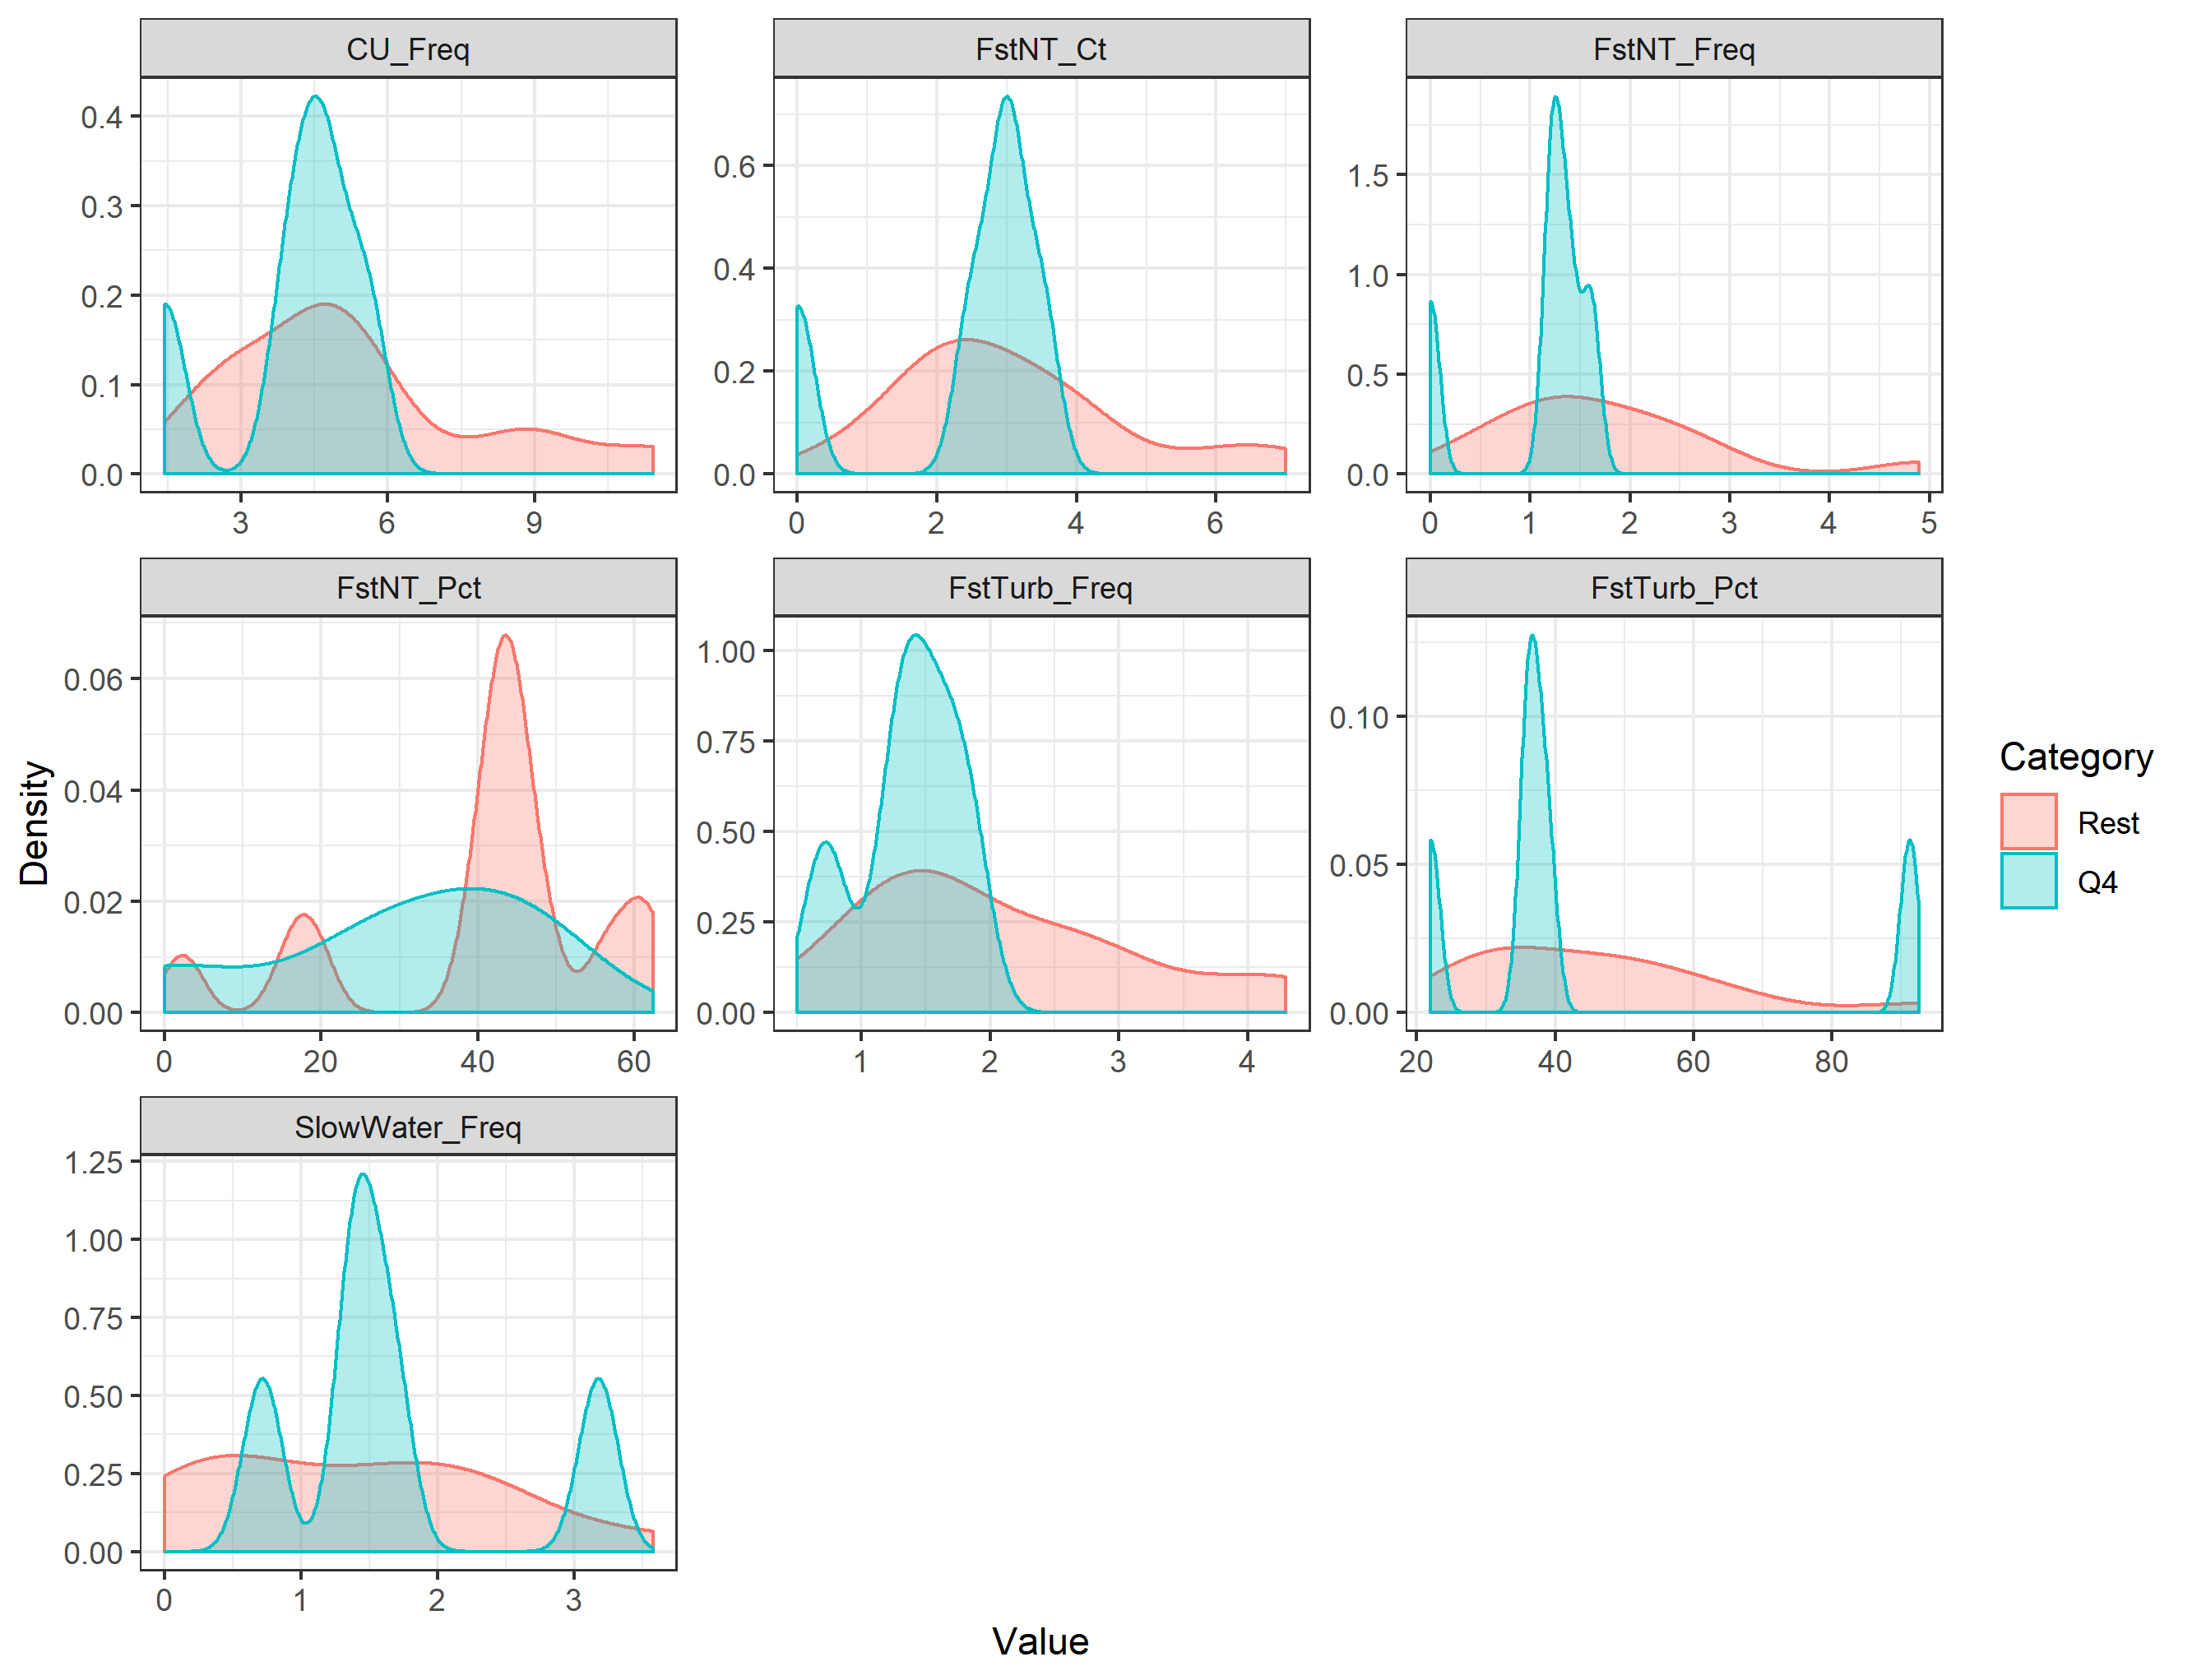 CU_Freq
FstNT_Ct
FstNT_Freq
0.4
0.3
0.2
0.1
0.0
0.6
0.4
0.2
0.0
1.5
1.0
0.5
0.0
3 6 9
0 2 4 6
0 1 2 3 4 5
FstNT_Pct
FstTurb_Freq
FstTurb_Pct
0.06
0.04
0.02
0.00
1.00
0.75
0.50
0.25
0.00
0.10
0.05
0.00
0 20 40 60
1 2 3 4
20 40 60 80
SlowWater_Freq
1.25
1.00
0.75
0.50
0.25
0.00
0 1 2 3
Density
Value
Category
Rest
Q4